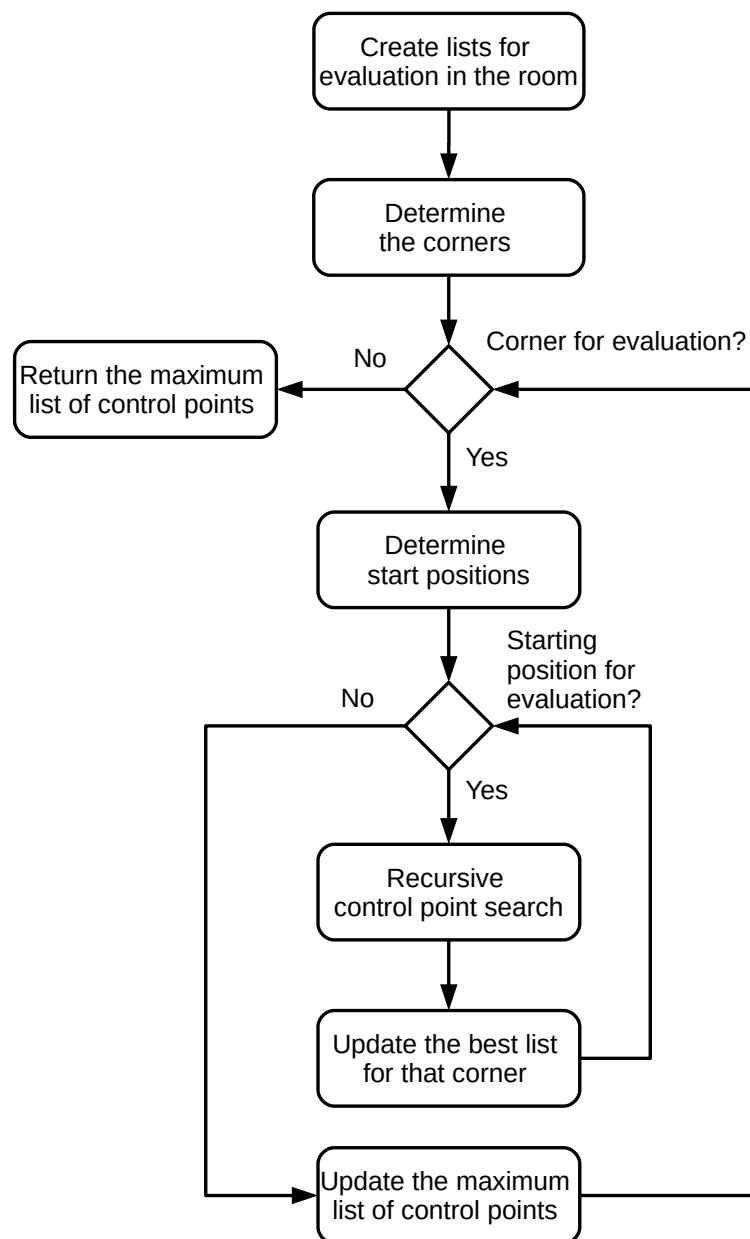 Create lists for
evaluation in the room
Determine
the corners
Corner for evaluation?
No
Return the maximum
list of control points
Yes
Determine
start positions
Starting
position for
evaluation?
No
Yes
Recursive
control point search
Update the best list
for that corner
Update the maximum
list of control points